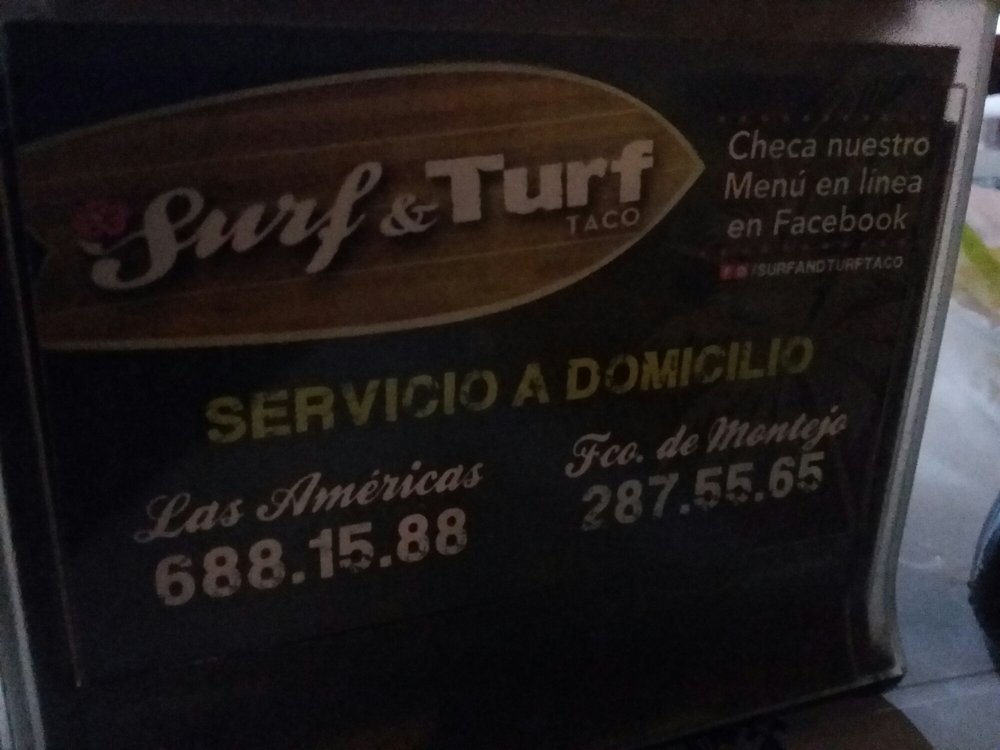 Surf & Turf
TACO
Checa nuestro
Menú en línea
en Facebook
/SURFANDTURFTACO
SERVICIO A DOMICILIO
Las Américas
688.15.88
Fco. de Montejo
287.55.65